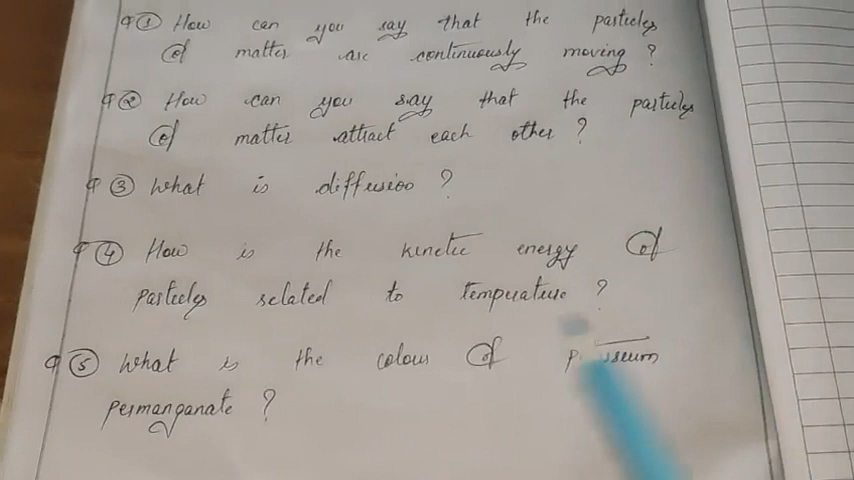 Q① How can you say that the particles
of matter are continuously moving ?
Q② How can you say that the particles
of matter attract each other ?
Q③ What is diffusion ?
Q④ How is the kinetic energy of
particles related to temperature ?
Q⑤ What is the colour of
permanganate ?